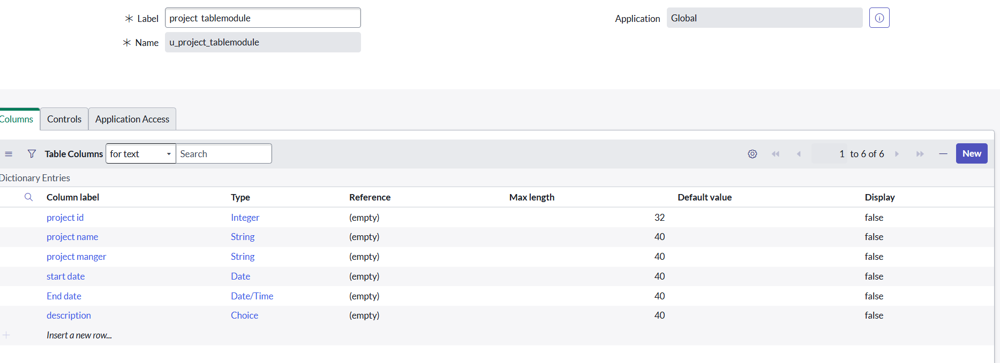 Label project tablemodule Application Global
Name u_project_tablemodule
Columns Controls Application Access
Table Columns for text Search 1 to 6 of 6 New
Dictionary Entries
Column label Type Reference Max length Default value Display
project id Integer (empty) 32 false
project name String (empty) 40 false
project manger String (empty) 40 false
start date Date (empty) 40 false
End date Date/Time (empty) 40 false
description Choice (empty) 40 false
Insert a new row...